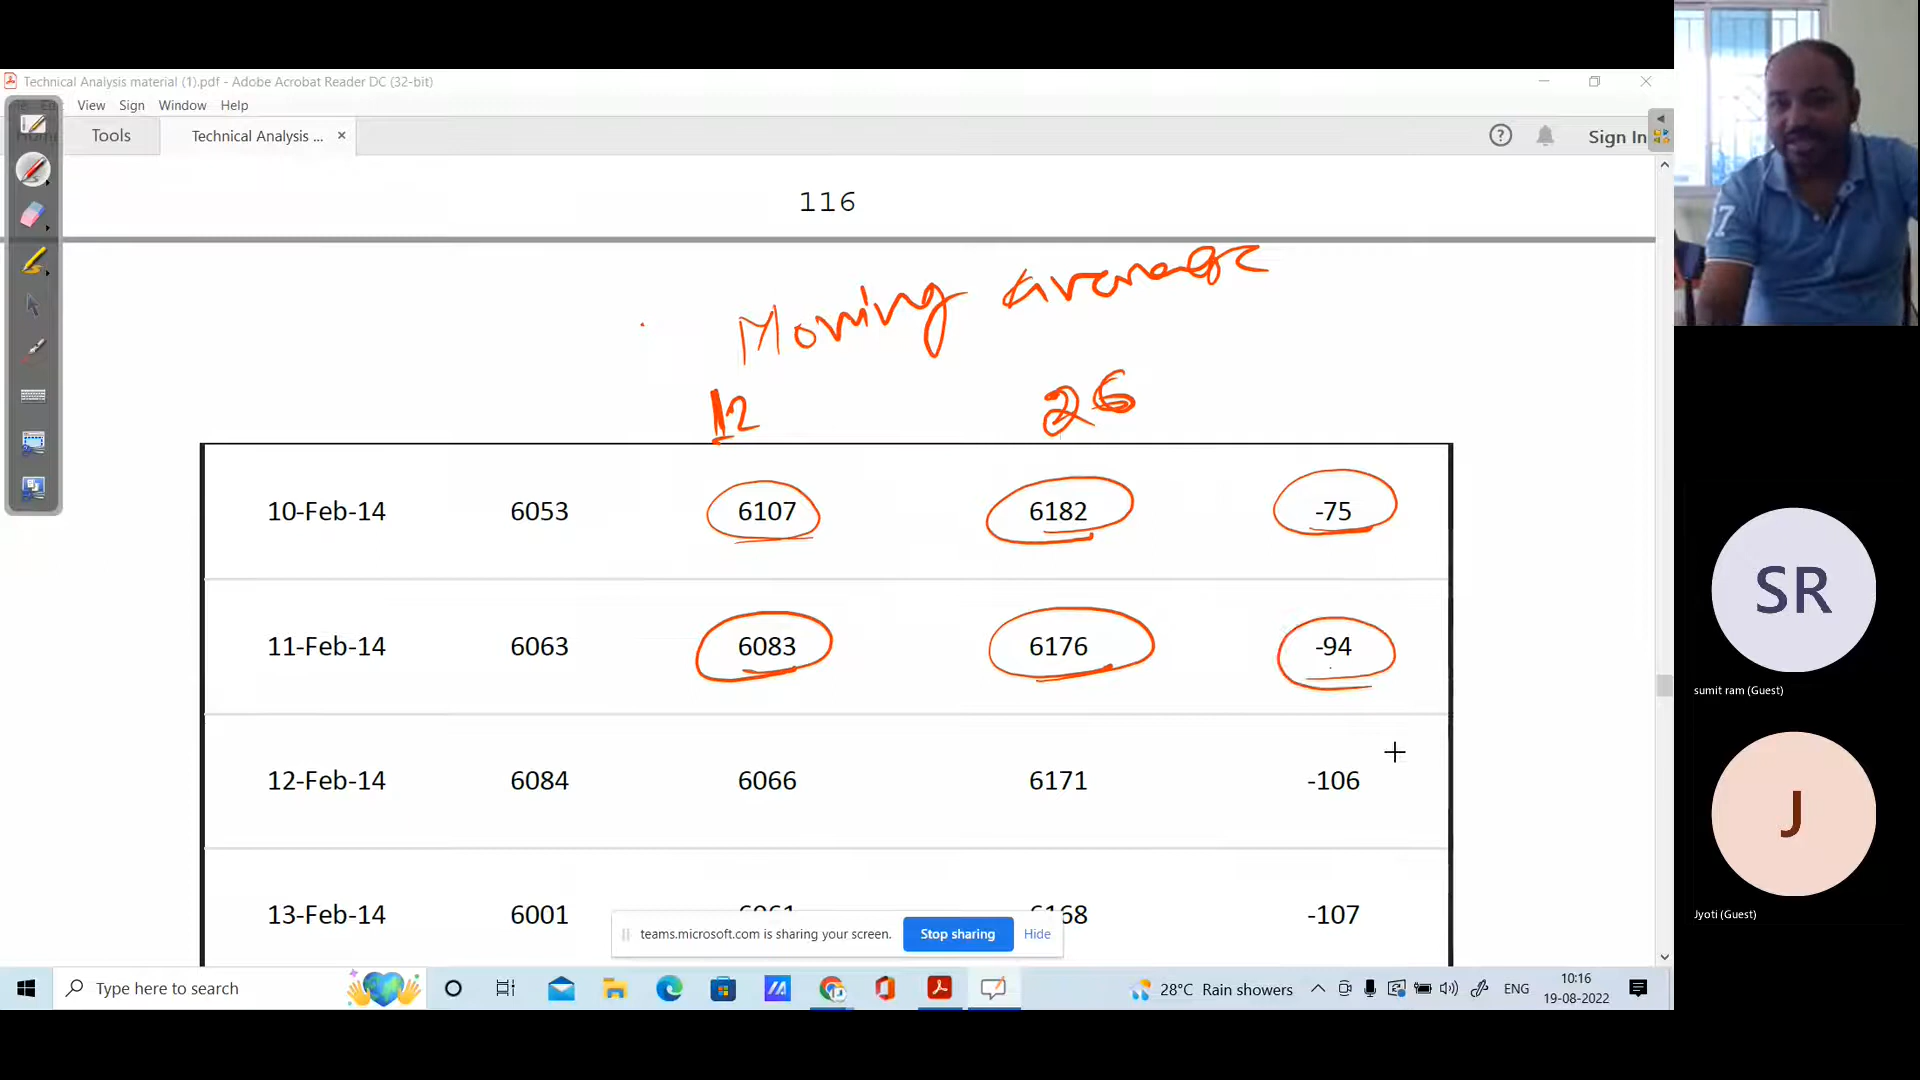 Technical Analysis material (1).pdf - Adobe Acrobat Reader DC (32-bit)
View Sign Window Help
Tools Technical Analysis ... Sign In
116
Moving average
12 26
10-Feb-14 6053 6107 6182 -75
11-Feb-14 6063 6083 6176 -94
12-Feb-14 6084 6066 6171 -106
13-Feb-14 6001 6061 6168 -107
teams.microsoft.com is sharing your screen. Stop sharing Hide
Type here to search
28°C Rain showers ENG
10:16
19-08-2022
SR
sumit ram (Guest)
J
Jyoti (Guest)